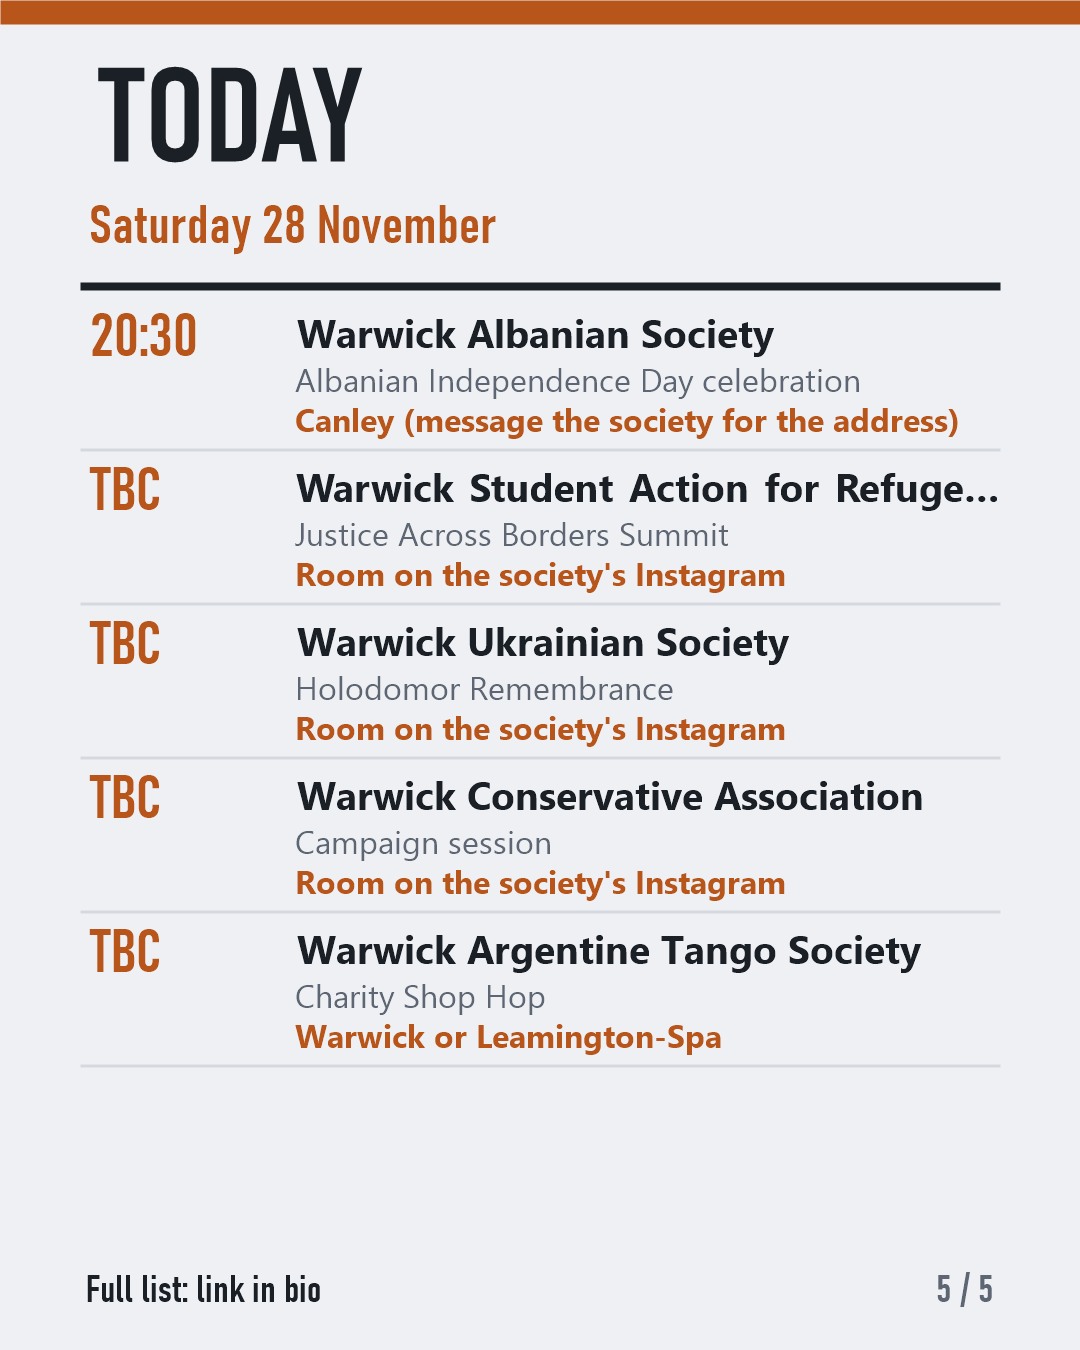 TODAY
Saturday 28 November
20:30
Warwick Albanian Society
Albanian Independence Day celebration
Canley (message the society for the address)
TBC
Warwick Student Action for Refuge...
Justice Across Borders Summit
Room on the society's Instagram
TBC
Warwick Ukrainian Society
Holodomor Remembrance
Room on the society's Instagram
TBC
Warwick Conservative Association
Campaign session
Room on the society's Instagram
TBC
Warwick Argentine Tango Society
Charity Shop Hop
Warwick or Leamington-Spa
Full list: link in bio
5 / 5